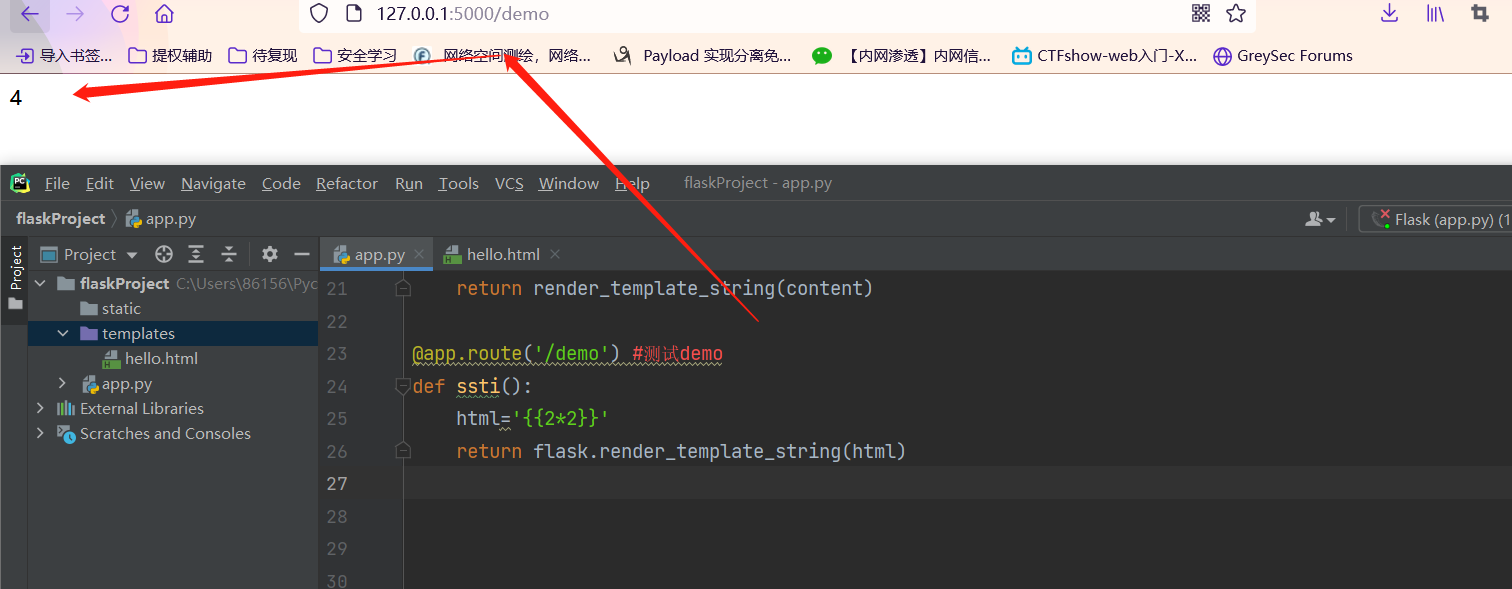 127.0.0.1:5000/demo
导入书签... 提权辅助 待复现 安全学习 网络空间测绘，网络... Payload 实现分离免... 【内网渗透】内网信... CTFshow-web入门-X... GreySec Forums
4
PC File Edit View Navigate Code Refactor Run Tools VCS Window Help flaskProject - app.py
flaskProject app.py Flask (app.py) (1
Project Project app.py hello.html
flaskProject C:\Users\86156\Pyc 21 return render_template_string(content)
static
22
templates
23 @app.route('/demo') #测试demo
hello.html
app.py 24 def ssti():
External Libraries 25 html='{{2*2}}'
Scratches and Consoles 26 return flask.render_template_string(html)
27
28
29
30